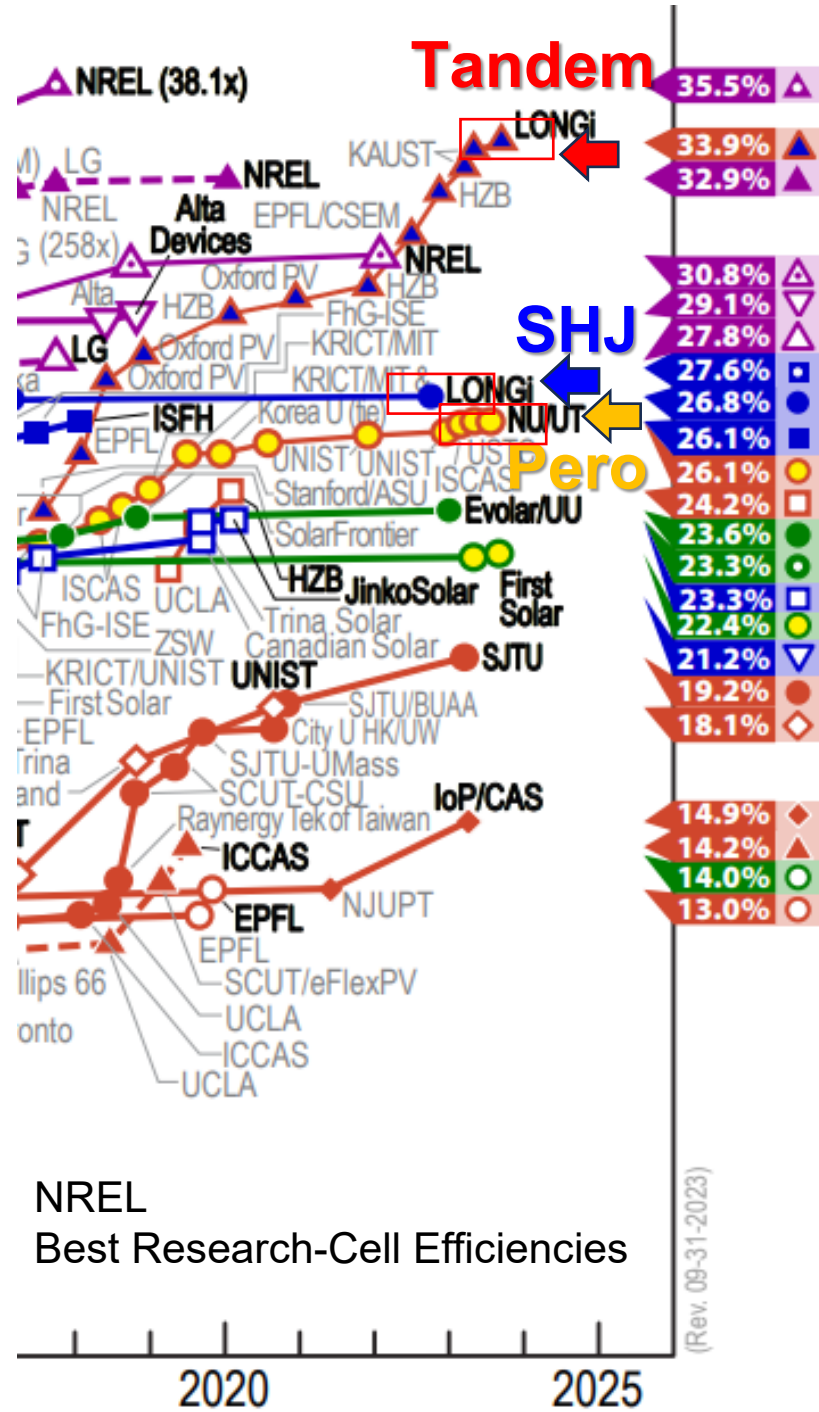 Tandem
NREL (38.1x)
35.5%
LONGi
33.9%
KAUST
LG
NREL
32.9%
HZB
NREL
Alta
Devices
EPFL/CSEM
(258x)
NREL
30.8%
Oxford PV
HZB
Alta
HZB
29.1%
FhG-ISE
SHJ
LG
Oxford PV
KRICT/MIT
27.8%
Oxford PV
KRICT/MIT &
27.6%
ka
LONGi
26.8%
ISFH
Korea U (tie)
NU/UT
26.1%
EPFL
UNIST
UNIST
USTC
Pero
26.1%
ISCAS
Stanford/ASU
24.2%
Evolar/UU
23.6%
SolarFrontier
23.3%
ISCAS
UCLA
HZB
JinkoSolar
First
Solar
23.3%
FhG-ISE
Trina Solar
22.4%
ZSW
Canadian Solar
21.2%
KRICT/UNIST
UNIST
SJTU
First Solar
SJTU/BUAA
19.2%
EPFL
City U HK/UW
18.1%
Trina
SJTU-UMass
and
SCUT-CSU
IoP/CAS
Raynergy Tek of Taiwan
14.9%
T
ICCAS
14.2%
NJUPT
14.0%
EPFL
13.0%
EPFL
llips 66
SCUT/eFlexPV
onto
UCLA
ICCAS
UCLA
NREL
Best Research-Cell Efficiencies
(Rev. 09-31-2023)
2020
2025